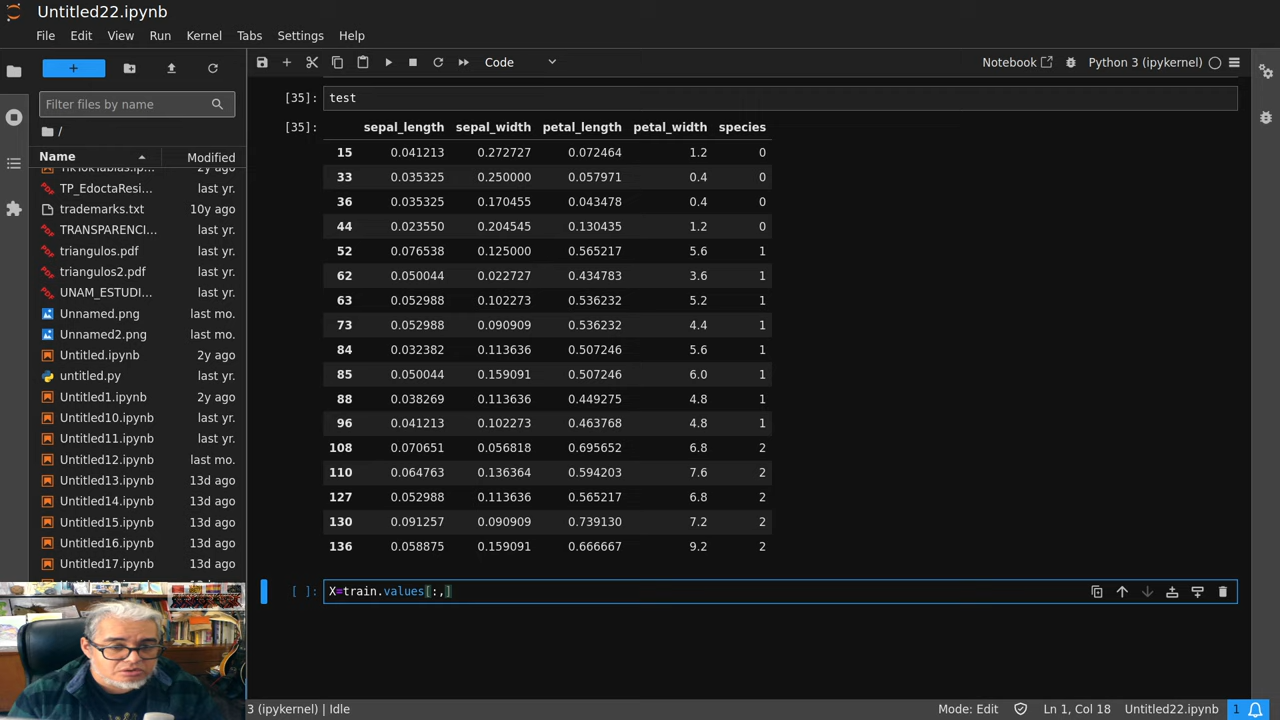 Untitled22.ipynb
File Edit View Run Kernel Tabs Settings Help
+ Code Notebook Python 3 (ipykernel)
Filter files by name
/
Name Modified
TP_EdoctaResi... last yr.
trademarks.txt 10y ago
TRANSPARENCI... last yr.
triangulos.pdf last yr.
triangulos2.pdf last yr.
UNAM_ESTUDI... last yr.
Unnamed.png last mo.
Unnamed2.png last mo.
Untitled.ipynb 2y ago
untitled.py last yr.
Untitled1.ipynb 2y ago
Untitled10.ipynb last yr.
Untitled11.ipynb last yr.
Untitled12.ipynb last mo.
Untitled13.ipynb 13d ago
Untitled14.ipynb 13d ago
Untitled15.ipynb 13d ago
Untitled16.ipynb 13d ago
Untitled17.ipynb 13d ago
[35]: test
[35]: sepal_length sepal_width petal_length petal_width species
15 0.041213 0.272727 0.072464 1.2 0
33 0.035325 0.250000 0.057971 0.4 0
36 0.035325 0.170455 0.043478 0.4 0
44 0.023550 0.204545 0.130435 1.2 0
52 0.076538 0.125000 0.565217 5.6 1
62 0.050044 0.022727 0.434783 3.6 1
63 0.052988 0.102273 0.536232 5.2 1
73 0.052988 0.090909 0.536232 4.4 1
84 0.032382 0.113636 0.507246 5.6 1
85 0.050044 0.159091 0.507246 6.0 1
88 0.038269 0.113636 0.449275 4.8 1
96 0.041213 0.102273 0.463768 4.8 1
108 0.070651 0.056818 0.695652 6.8 2
110 0.064763 0.136364 0.594203 7.6 2
127 0.052988 0.113636 0.565217 6.8 2
130 0.091257 0.090909 0.739130 7.2 2
136 0.058875 0.159091 0.666667 9.2 2
[ ]: X=train.values[:,]
3 (ipykernel) | Idle Mode: Edit Ln 1, Col 18 Untitled22.ipynb 1